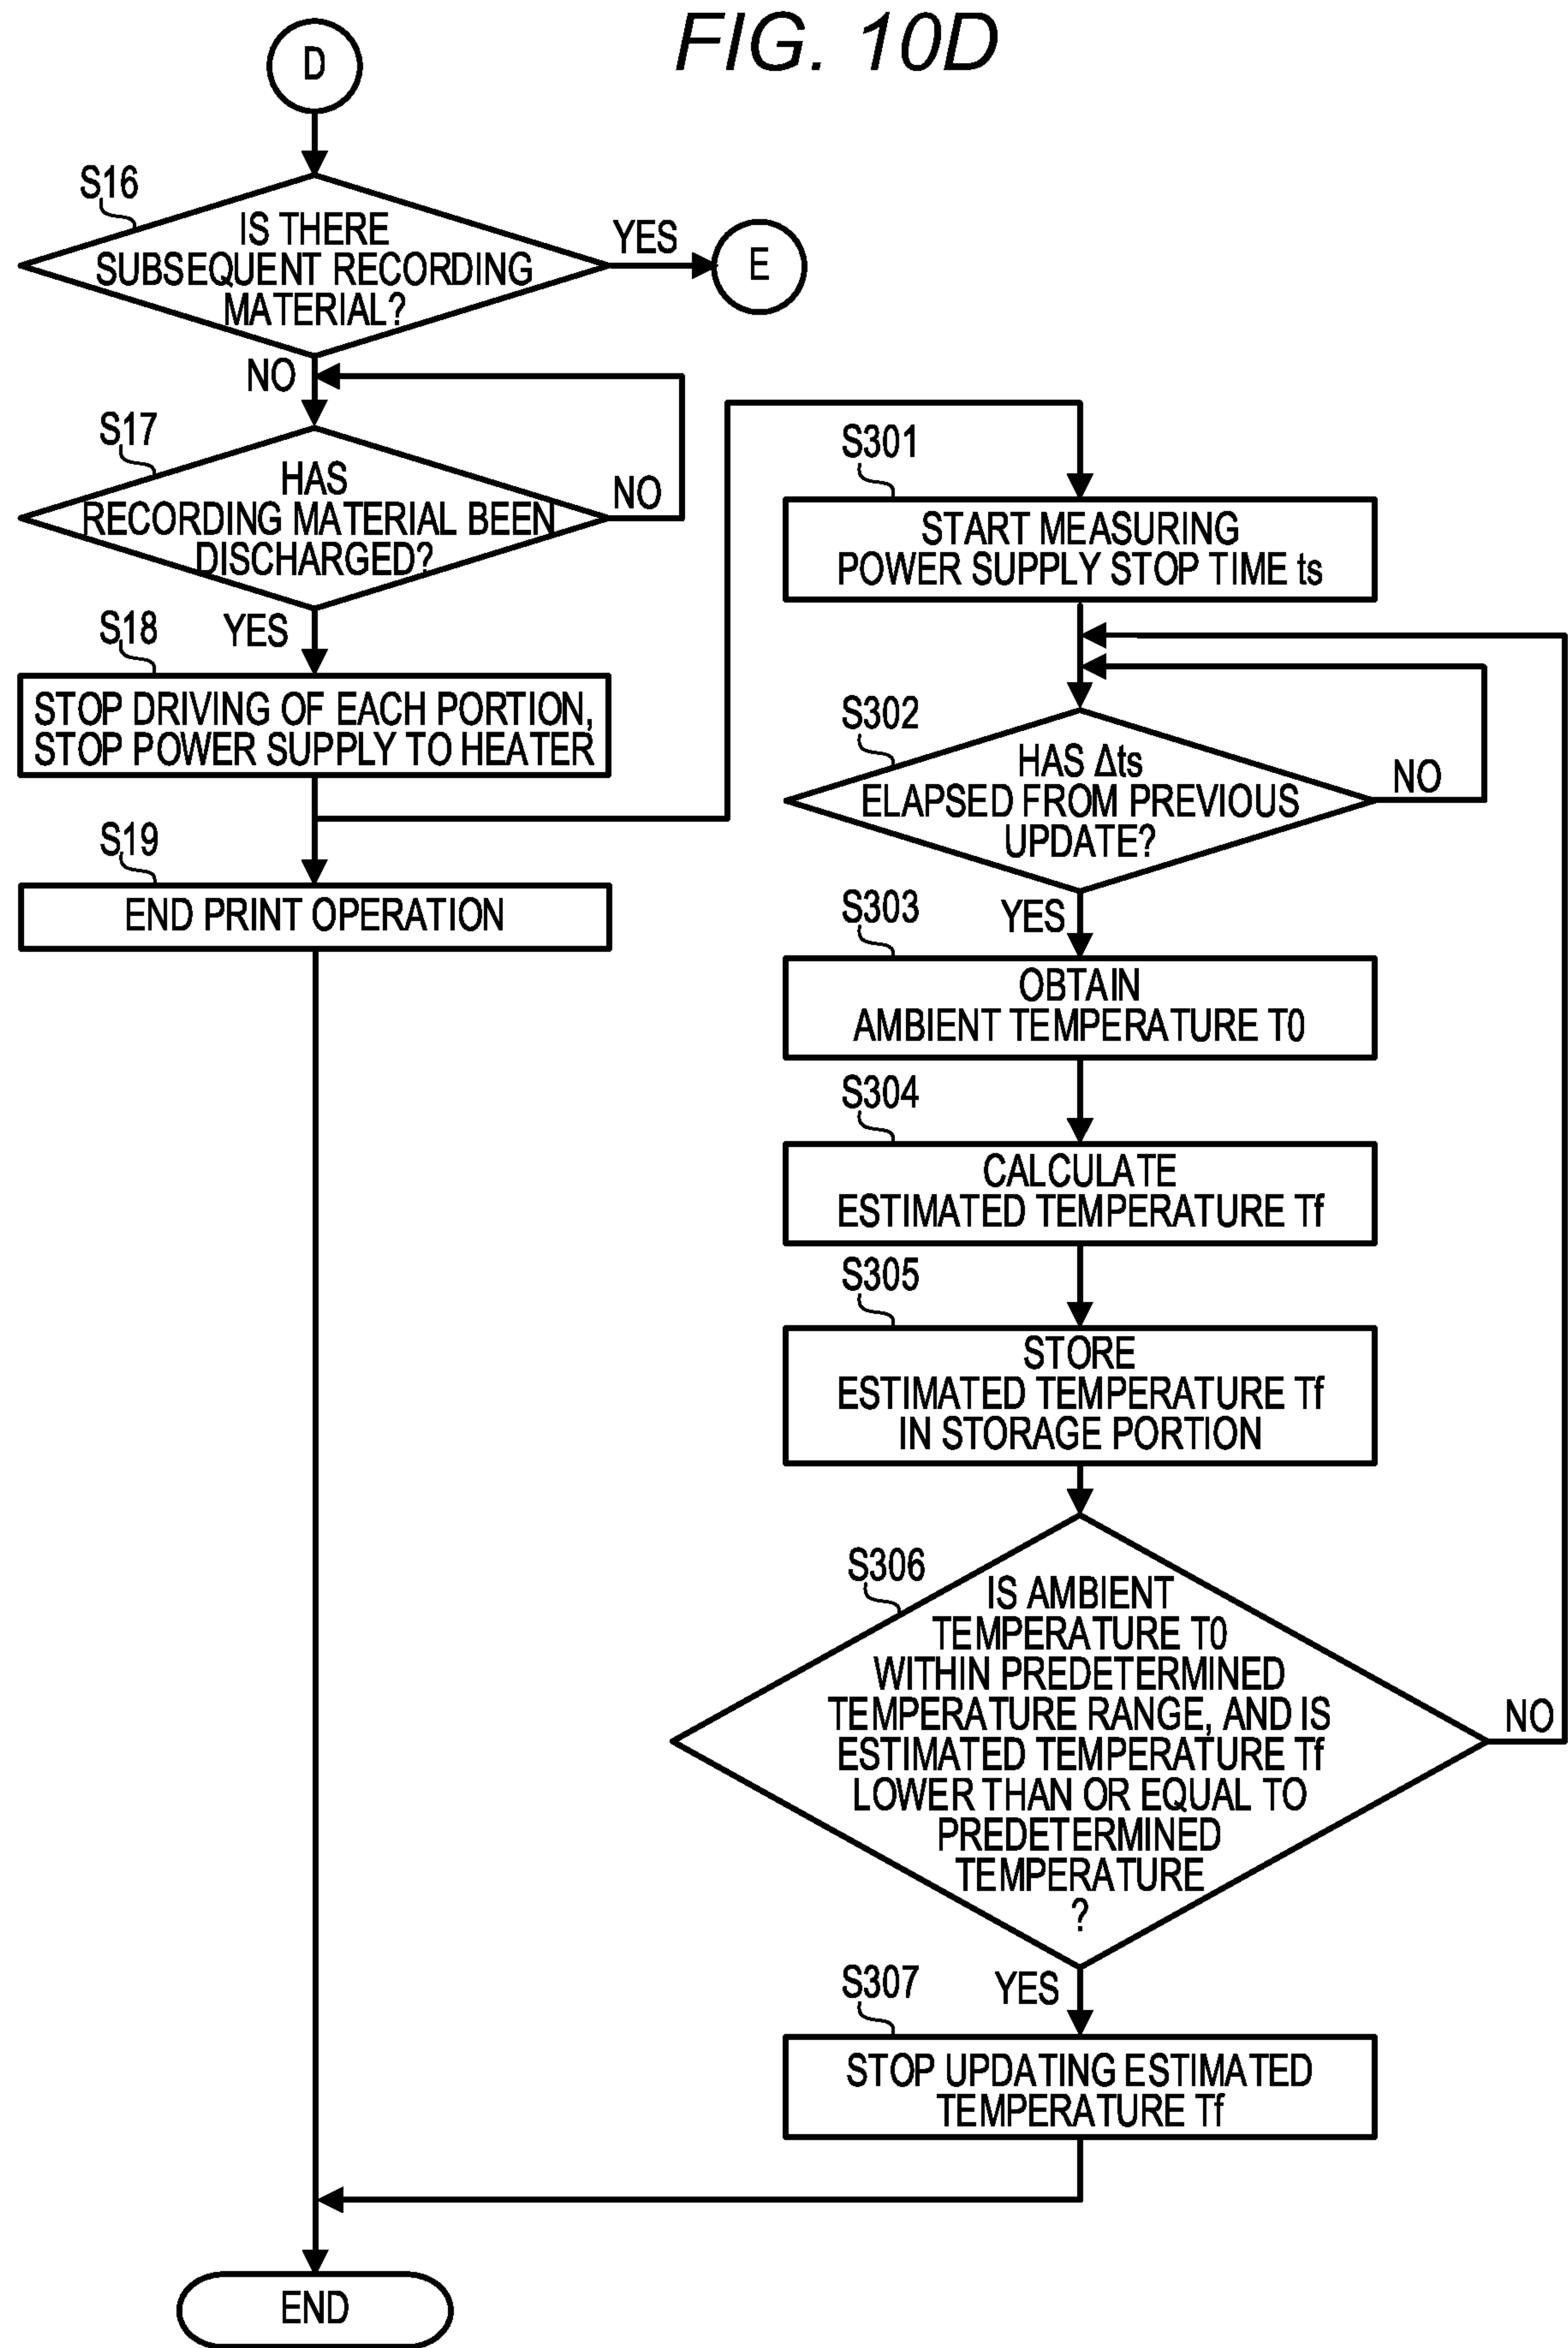 FIG. 10D
D
S16
IS THERE
SUBSEQUENT RECORDING
MATERIAL?
YES
E
NO
S17
HAS
RECORDING MATERIAL BEEN
DISCHARGED?
NO
YES
S18
STOP DRIVING OF EACH PORTION,
STOP POWER SUPPLY TO HEATER
S19
END PRINT OPERATION
S301
START MEASURING
POWER SUPPLY STOP TIME ts
S302
HAS Δts
ELAPSED FROM PREVIOUS
UPDATE?
NO
YES
S303
OBTAIN
AMBIENT TEMPERATURE T0
S304
CALCULATE
ESTIMATED TEMPERATURE Tf
S305
STORE
ESTIMATED TEMPERATURE Tf
IN STORAGE PORTION
S306
IS AMBIENT
TEMPERATURE T0
WITHIN PREDETERMINED
TEMPERATURE RANGE, AND IS
ESTIMATED TEMPERATURE Tf
LOWER THAN OR EQUAL TO
PREDETERMINED
TEMPERATURE
?
NO
YES
S307
STOP UPDATING ESTIMATED
TEMPERATURE Tf
END